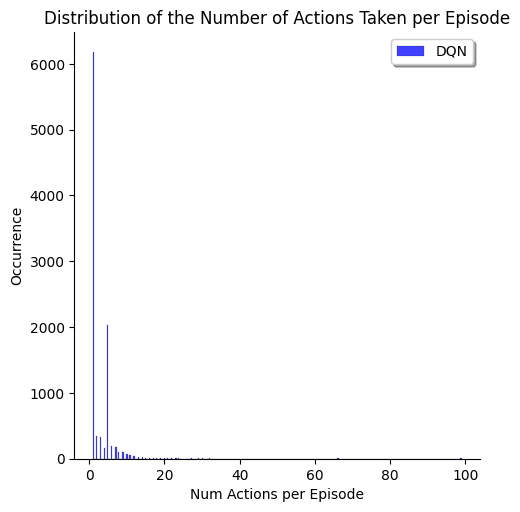 Distribution of the Number of Actions Taken per Episode
DQN
6000
5000
4000
3000
2000
1000
0
Occurrence
0 20 40 60 80 100
Num Actions per Episode